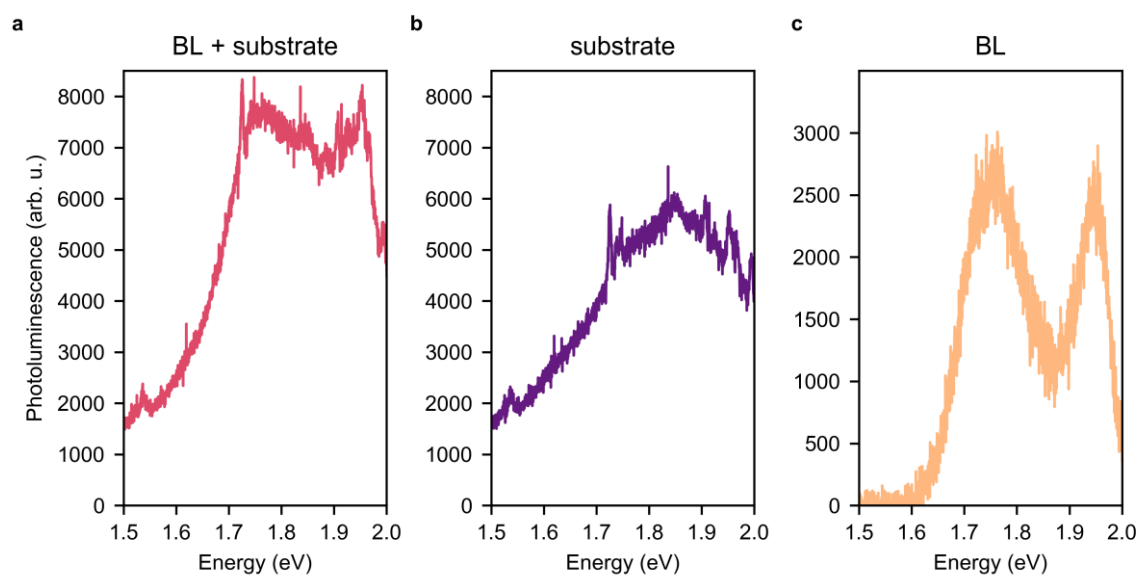 a
BL + substrate
8000
7000
6000
5000
4000
3000
2000
1000
0
1.5 1.6 1.7 1.8 1.9 2.0
Photoluminescence (arb. u.)
Energy (eV)
b
substrate
8000
7000
6000
5000
4000
3000
2000
1000
0
1.5 1.6 1.7 1.8 1.9 2.0
Energy (eV)
c
BL
3000
2500
2000
1500
1000
500
0
1.5 1.6 1.7 1.8 1.9 2.0
Energy (eV)